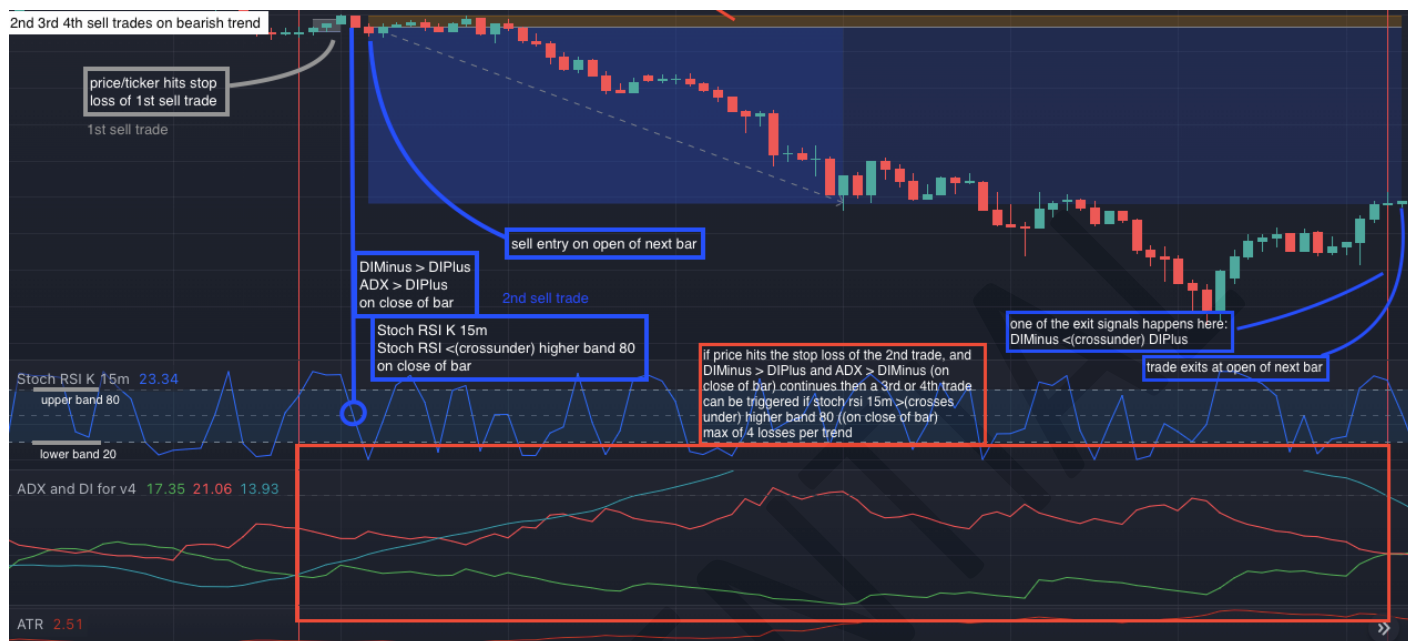 2nd 3rd 4th sell trades on bearish trend
price/ticker hits stop
loss of 1st sell trade
1st sell trade
sell entry on open of next bar
DIMinus > DIPlus
ADX > DIPlus
on close of bar
2nd sell trade
Stoch RSI K 15m
Stoch RSI <(crossunder) higher band 80
on close of bar
one of the exit signals happens here:
DIMinus <(crossunder) DIPlus
trade exits at open of next bar
if price hits the stop loss of the 2nd trade, and
DIMinus > DIPlus and ADX > DIMinus (on
close of bar) continues then a 3rd or 4th trade
can be triggered if stoch rsi 15m >(crosses
under) higher band 80 ((on close of bar)
max of 4 losses per trend
Stoch RSI K 15m 23.34
upper band 80
lower band 20
ADX and DI for v4 17.35 21.06 13.93
ATR 2.51